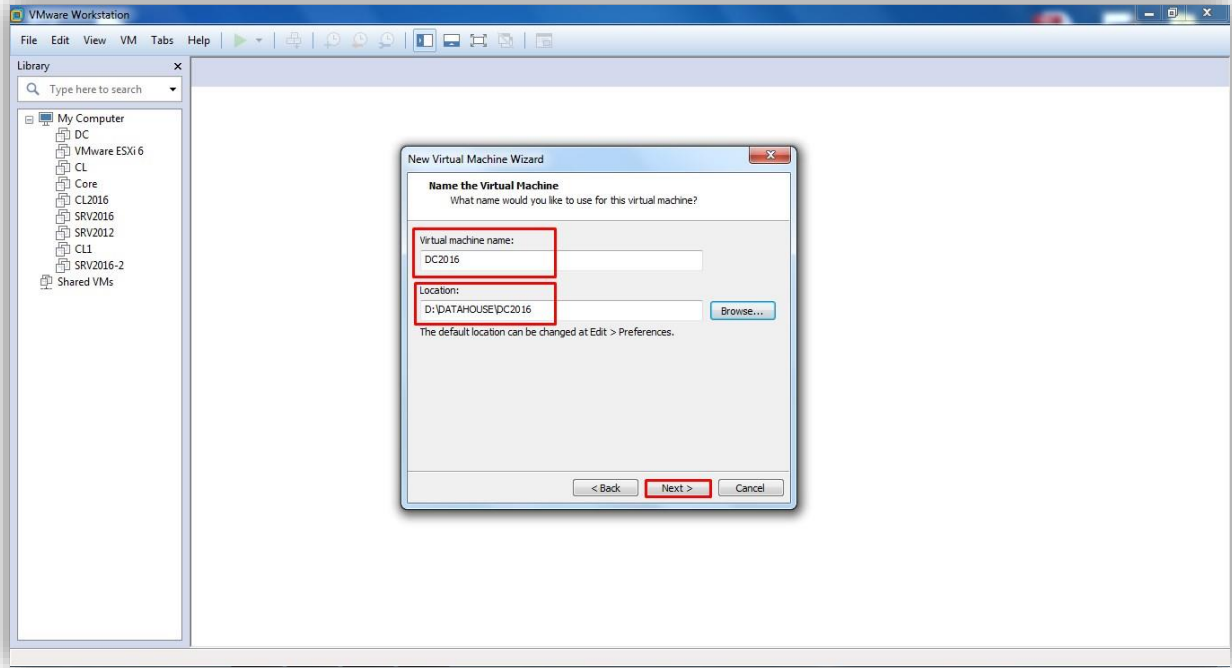 VMware Workstation
File Edit View VM Tabs Help
Library
Type here to search
My Computer
DC
VMware ESXi 6
CL
Core
CL2016
SRV2016
SRV2012
CL1
SRV2016-2
Shared VMs
New Virtual Machine Wizard
Name the Virtual Machine
What name would you like to use for this virtual machine?
Virtual machine name:
DC2016
Location:
D:\DATAHOUSE\DC2016
Browse...
The default location can be changed at Edit > Preferences.
< Back Next > Cancel